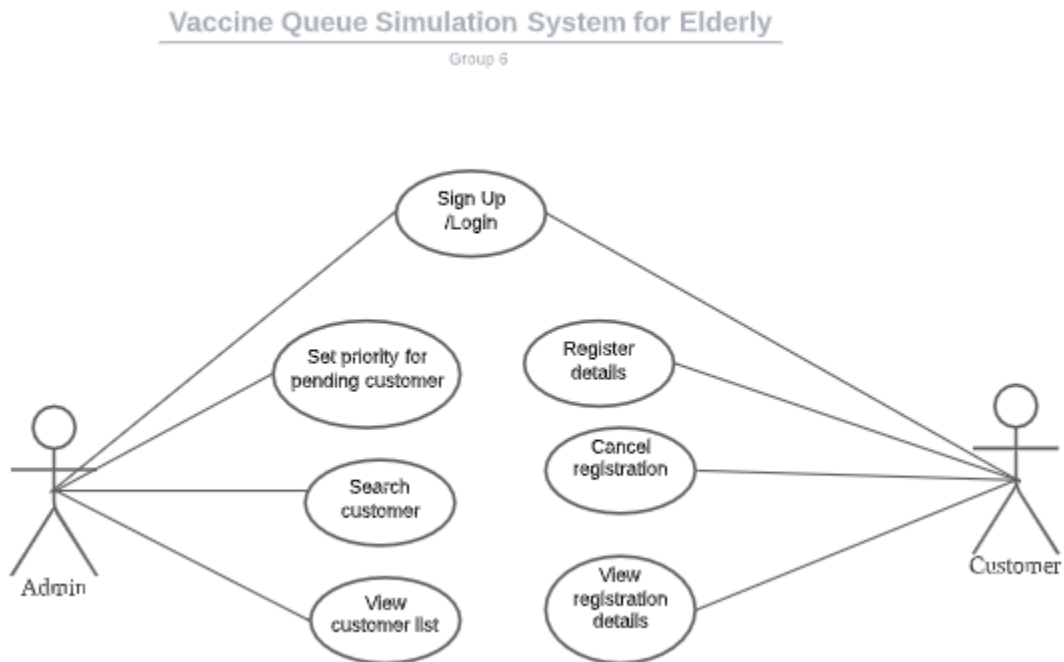 Vaccine Queue Simulation System for Elderly
Group 6
Sign Up
/Login
Set priority for
pending customer
Register
details
Cancel
registration
Search
customer
Admin
Customer
View
customer list
View
registration
details